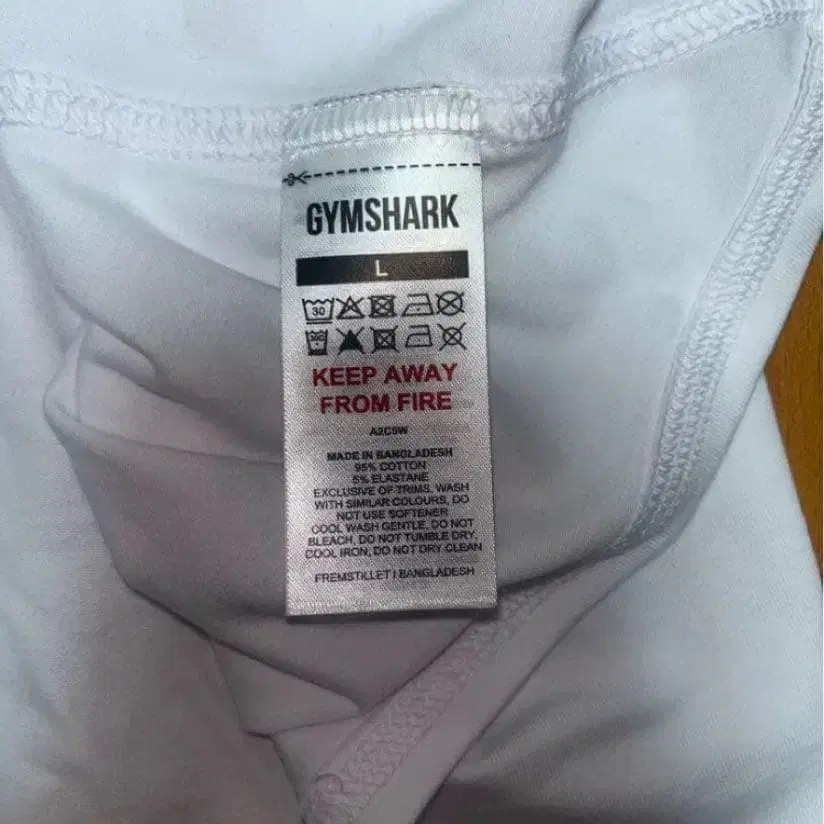 GYMSHARK
L
30
KEEP AWAY
FROM FIRE
A2C5W
MADE IN BANGLADESH
95% COTTON
5% ELASTANE
EXCLUSIVE OF TRIMS. WASH
WITH SIMILAR COLOURS, DO
NOT USE SOFTENER
COOL WASH GENTLE, DO NOT
BLEACH, DO NOT TUMBLE DRY,
COOL IRON, DO NOT DRY CLEAN
FREMSTILLET I BANGLADESH